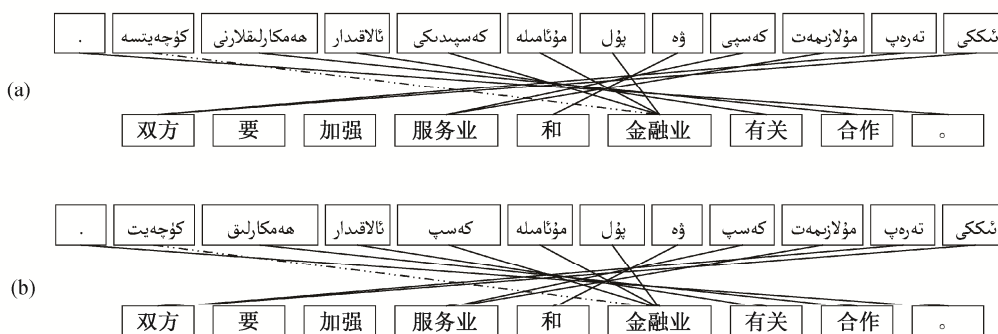 (a)
ئىككى تەرەپ مۇلازىمەت كەسپى ۋە پۇل مۇئامىلە كەسپىدىكى ئالاقىدار ھەمكارلىقلارنى كۈچەيتسە .
双方 要 加强 服务业 和 金融业 有关 合作 。
(b)
ئىككى تەرەپ مۇلازىمەت كەسپ ۋە پۇل مۇئامىلە كەسپ ئالاقىدار ھەمكارلىق كۈچەيت .
双方 要 加强 服务业 和 金融业 有关 合作 。